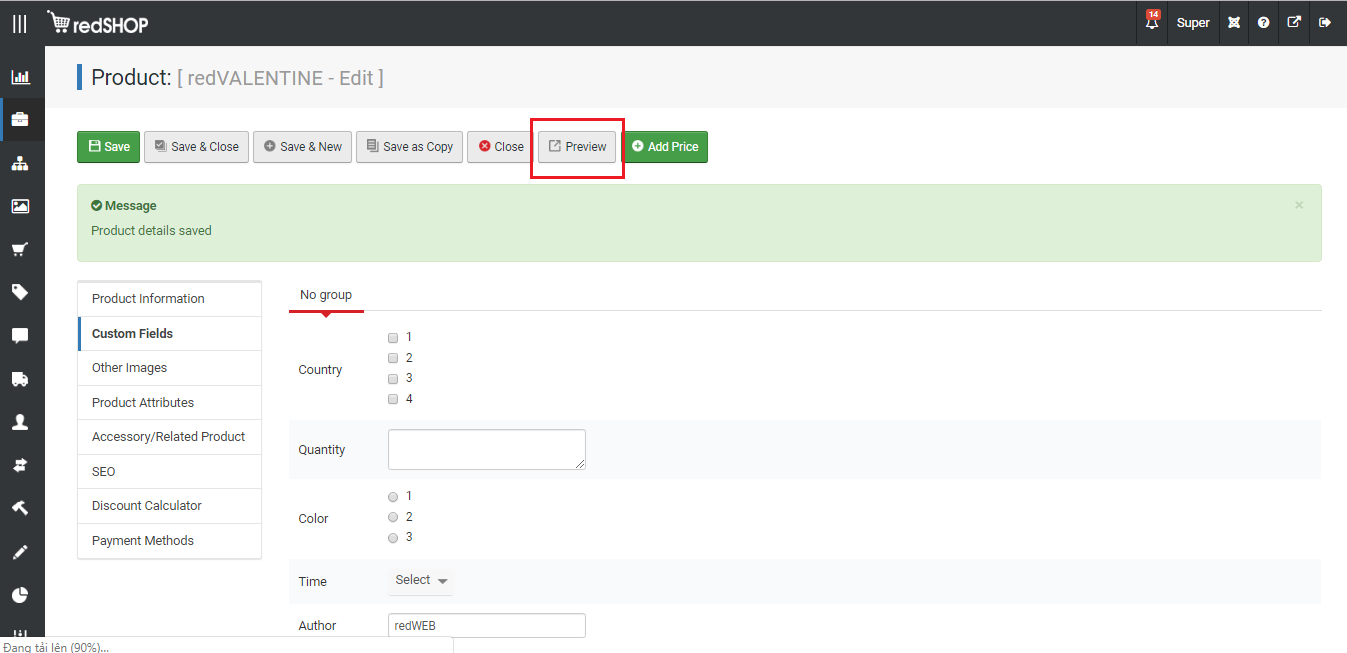 redSHOP
14
Super
Product: [ redVALENTINE - Edit ]
Save
Save & Close
Save & New
Save as Copy
Close
Preview
Add Price
Message
Product details saved
Product Information
Custom Fields
Other Images
Product Attributes
Accessory/Related Product
SEO
Discount Calculator
Payment Methods
No group
Country
1
2
3
4
Quantity
Color
1
2
3
Time
Select
Author
redWEB
Đang tải lên (90%)...